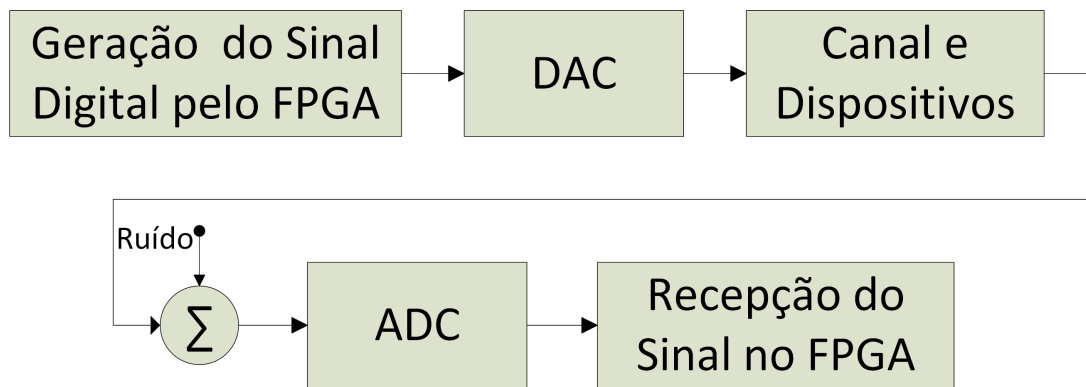 Geração do Sinal
Digital pelo FPGA
DAC
Canal e
Dispositivos
Ruído
Σ
ADC
Recepção do
Sinal no FPGA